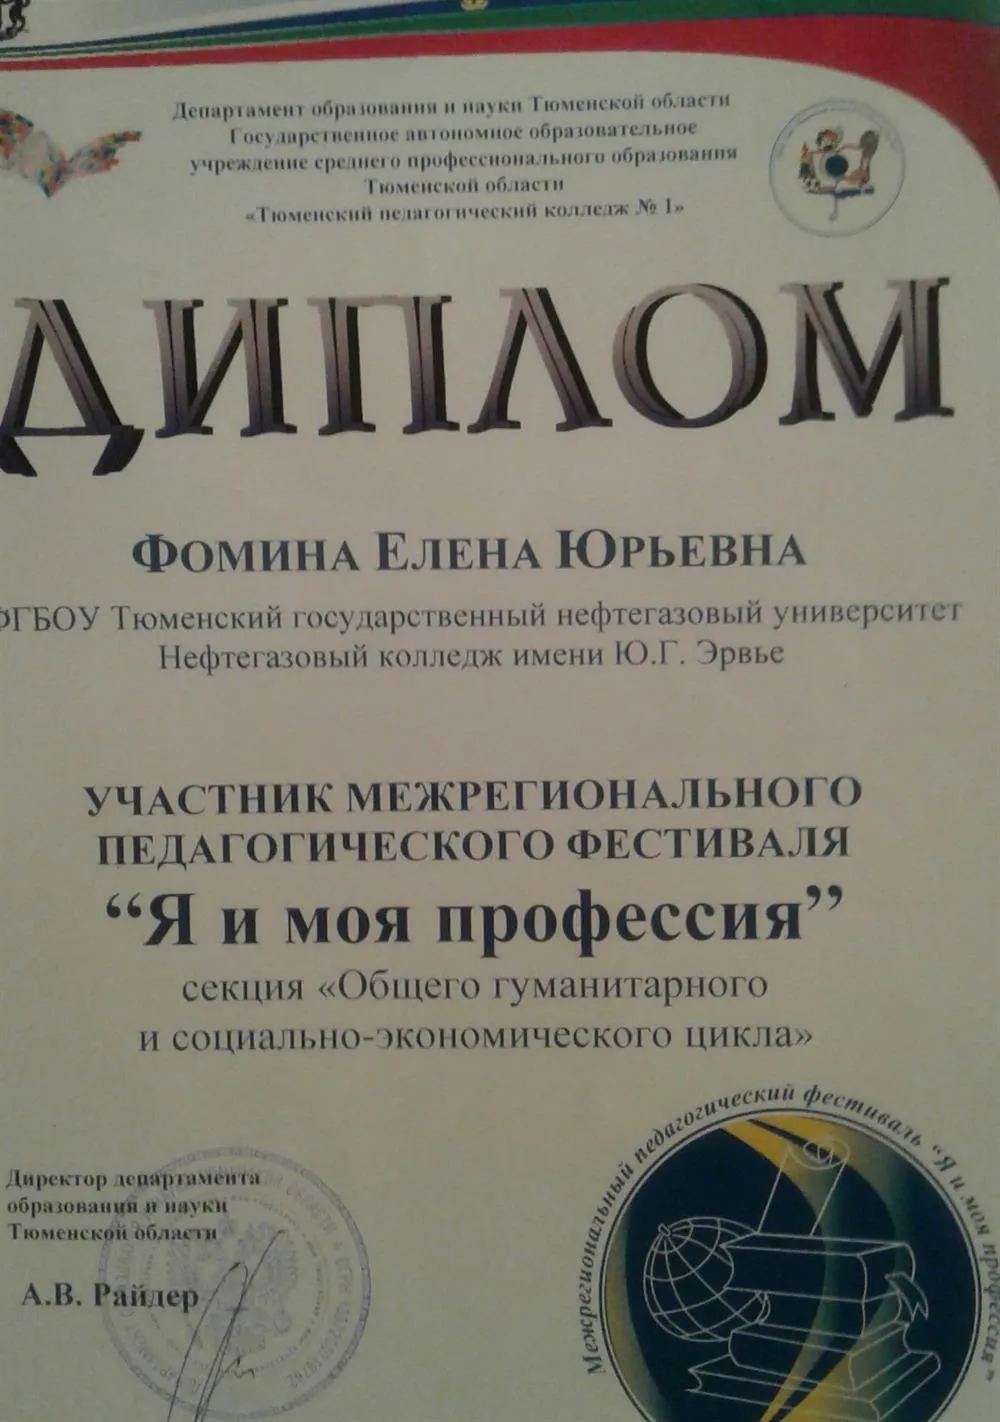 Департамент образования и науки Тюменской области
Государственное автономное образовательное
учреждение среднего профессионального образования
Тюменской области
«Тюменский педагогический колледж № 1»
ДИПЛОМ
ФОМИНА ЕЛЕНА ЮРЬЕВНА
ФГБОУ Тюменский государственный нефтегазовый университет
Нефтегазовый колледж имени Ю.Г. Эрвье
УЧАСТНИК МЕЖРЕГИОНАЛЬНОГО
ПЕДАГОГИЧЕСКОГО ФЕСТИВАЛЯ
“Я и моя профессия”
секция «Общего гуманитарного
и социально-экономического цикла»
Директор департамента
образования и науки
Тюменской области
А.В. Райдер
Межрегиональный педагогический фестиваль "Я и моя профессия"